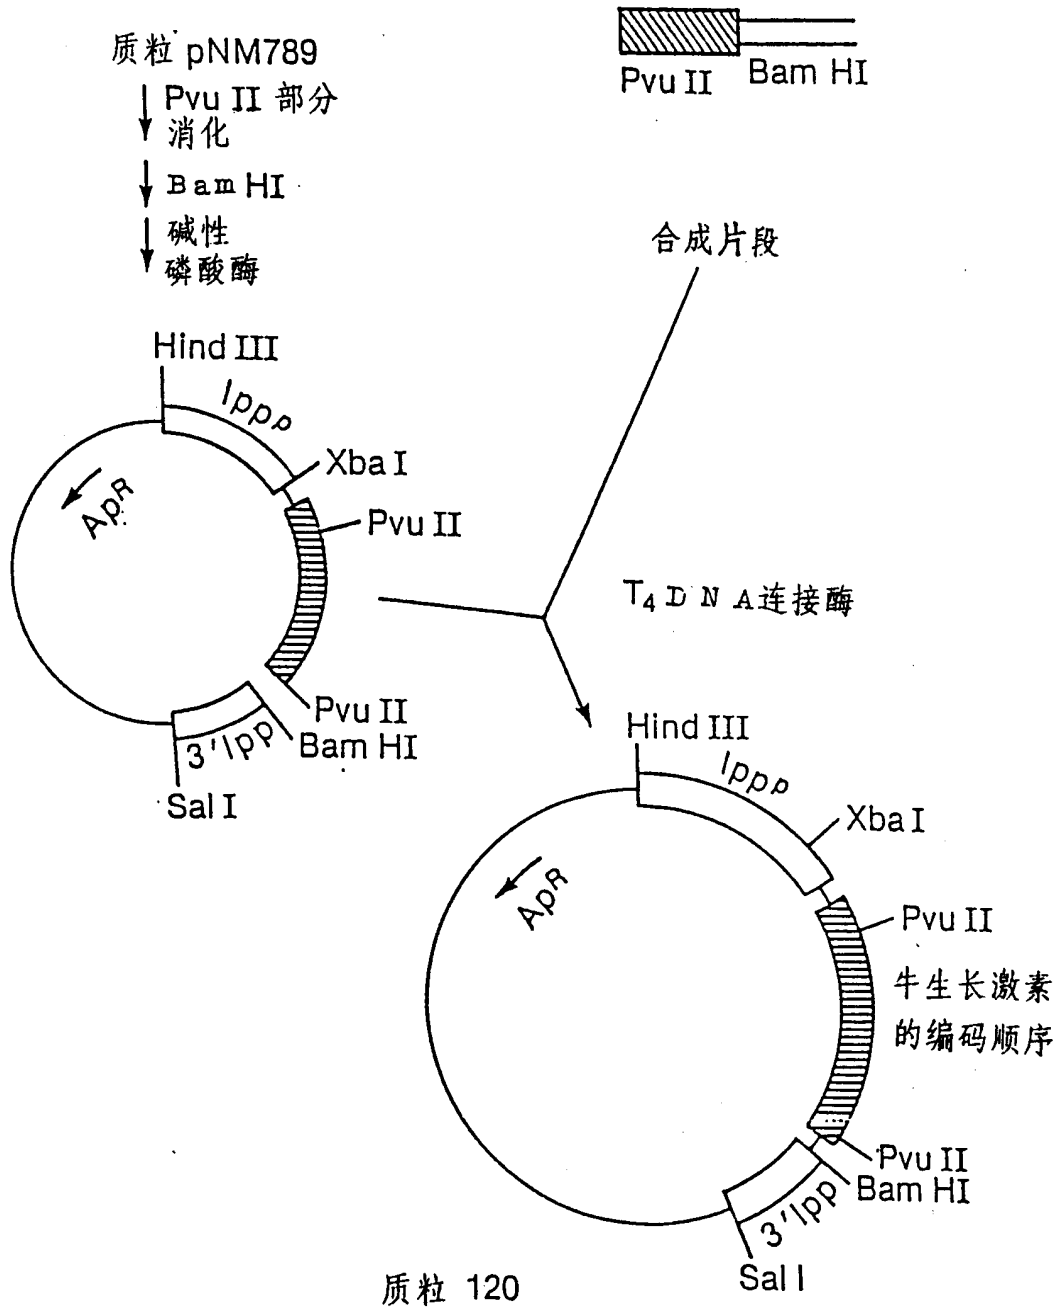 质粒 pNM789
Pvu II 部分
消化
Bam HI
碱性
磷酸酶
Pvu II
Bam HI
合成片段
Hind III
lppp
Xba I
ApR
Pvu II
Pvu II
Bam HI
3'lpp
Sal I
T4 DNA连接酶
Hind III
lppp
Xba I
ApR
Pvu II
牛生长激素
的编码顺序
Pvu II
Bam HI
3'lpp
Sal I
质粒 120